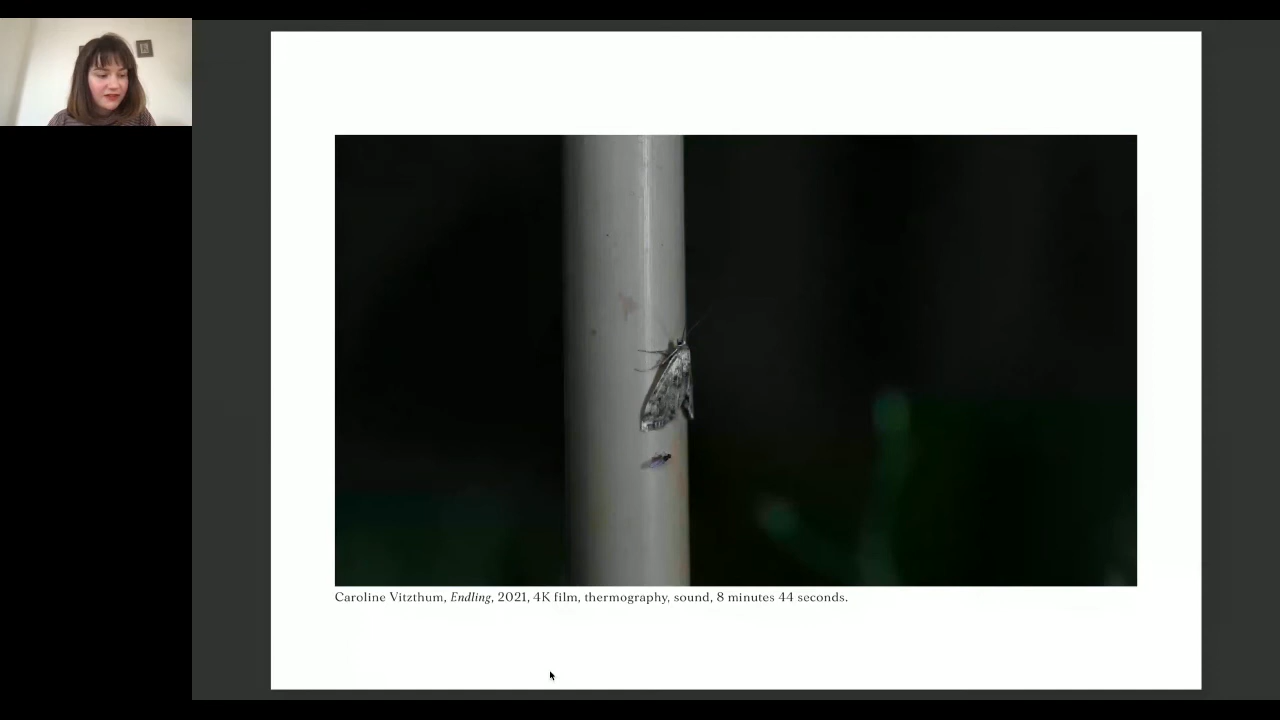 Caroline Vitzthum, Endling, 2021, 4K film, thermography, sound, 8 minutes 44 seconds.